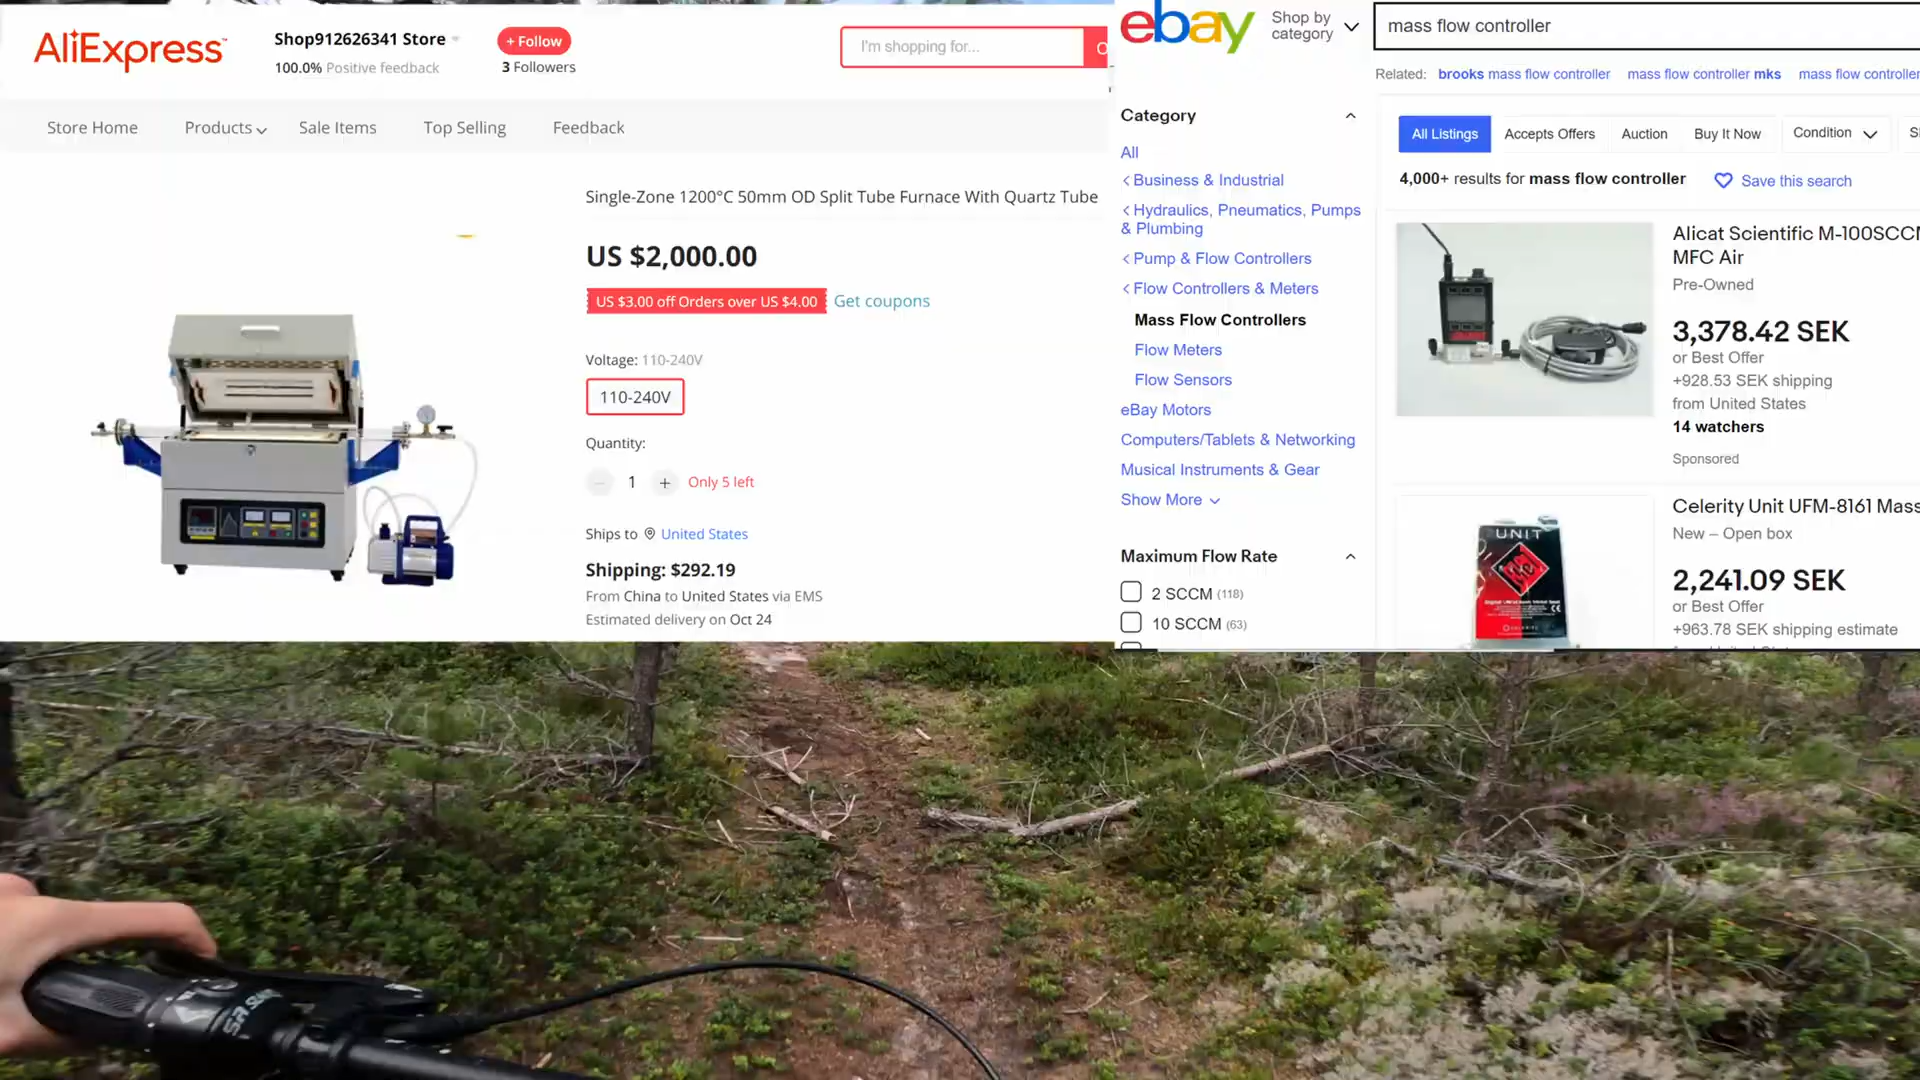 AliExpress
Shop912626341 Store
100.0% Positive feedback
+ Follow
3 Followers
I'm shopping for...
Store Home
Products
Sale Items
Top Selling
Feedback
Single-Zone 1200°C 50mm OD Split Tube Furnace With Quartz Tube
US $2,000.00
US $3.00 off Orders over US $4.00
Get coupons
Voltage: 110-240V
110-240V
Quantity:
1
Only 5 left
Ships to United States
Shipping: $292.19
From China to United States via EMS
Estimated delivery on Oct 24
ebay
Shop by
category
mass flow controller
Related: brooks mass flow controller mass flow controller mks mass flow controller
Category
All
Business & Industrial
Hydraulics, Pneumatics, Pumps
& Plumbing
Pump & Flow Controllers
Flow Controllers & Meters
Mass Flow Controllers
Flow Meters
Flow Sensors
eBay Motors
Computers/Tablets & Networking
Musical Instruments & Gear
Show More
Maximum Flow Rate
2 SCCM (118)
10 SCCM (63)
All Listings
Accepts Offers
Auction
Buy It Now
Condition
4,000+ results for mass flow controller
Save this search
Alicat Scientific M-100SCCM
MFC Air
Pre-Owned
3,378.42 SEK
or Best Offer
+928.53 SEK shipping
from United States
14 watchers
Sponsored
UNIT
Celerity Unit UFM-8161 Mass
New – Open box
2,241.09 SEK
or Best Offer
+963.78 SEK shipping estimate